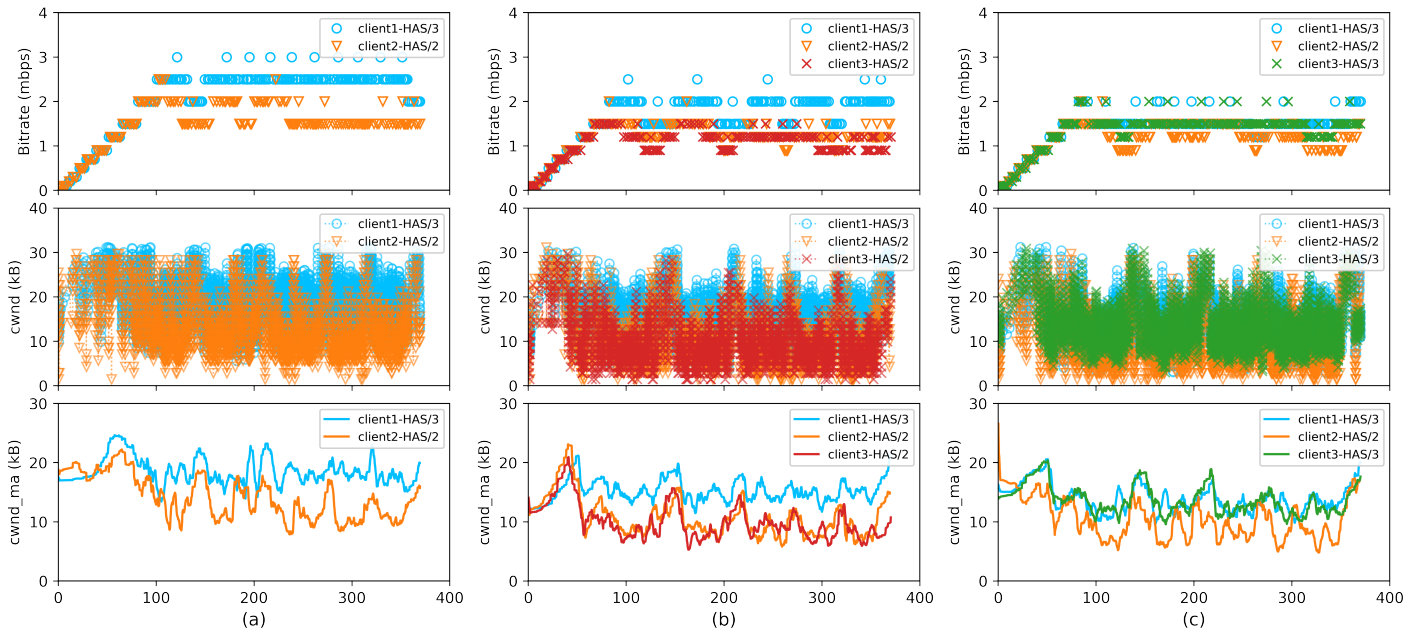 4
3
2
1
0
Bitrate (mbps)
client1-HAS/3
client2-HAS/2
4
3
2
1
0
Bitrate (mbps)
client1-HAS/3
client2-HAS/2
client3-HAS/2
4
3
2
1
0
Bitrate (mbps)
client1-HAS/3
client2-HAS/2
client3-HAS/3
40
30
20
10
0
cwnd (kB)
client1-HAS/3
client2-HAS/2
40
30
20
10
0
cwnd (kB)
client1-HAS/3
client2-HAS/2
client3-HAS/2
40
30
20
10
0
cwnd (kB)
client1-HAS/3
client2-HAS/2
client3-HAS/3
30
20
10
0
cwnd_ma (kB)
client1-HAS/3
client2-HAS/2
0 100 200 300 400
(a)
30
20
10
0
cwnd_ma (kB)
client1-HAS/3
client2-HAS/2
client3-HAS/2
0 100 200 300 400
(b)
30
20
10
0
cwnd_ma (kB)
client1-HAS/3
client2-HAS/2
client3-HAS/3
0 100 200 300 400
(c)